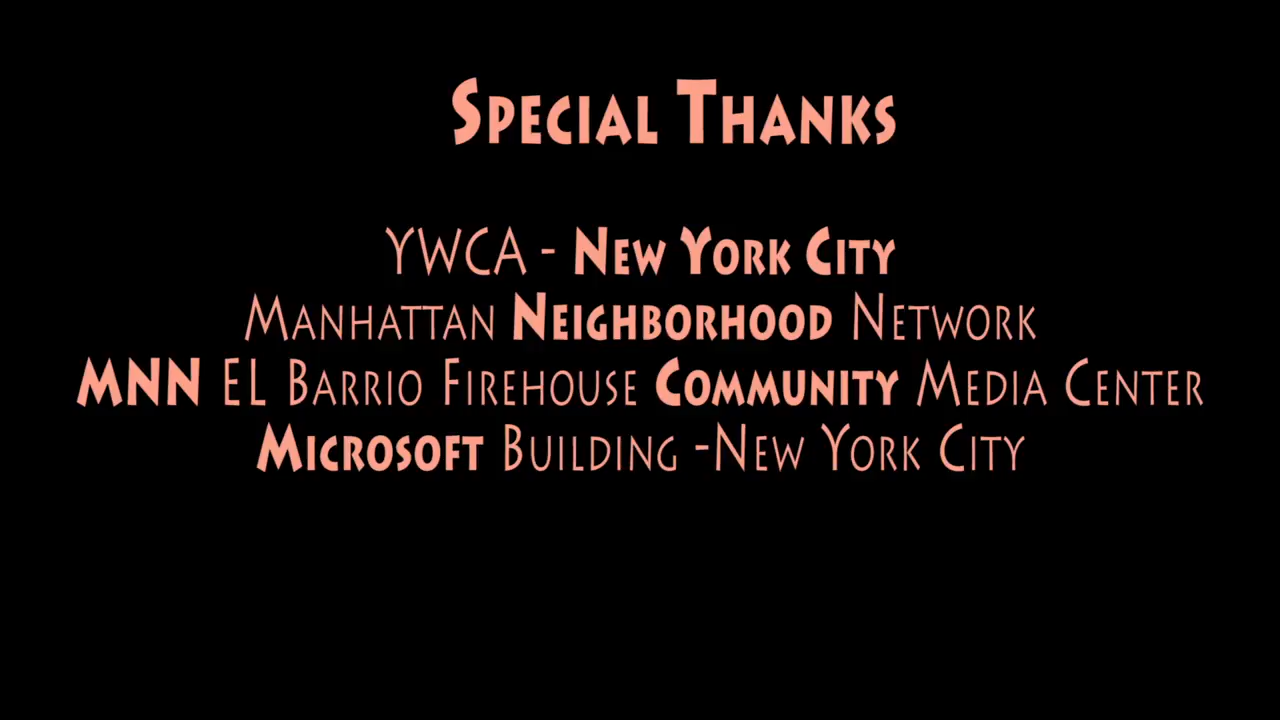 Special Thanks
YWCA - New York City
Manhattan Neighborhood Network
MNN EL Barrio Firehouse Community Media Center
Microsoft Building -New York City